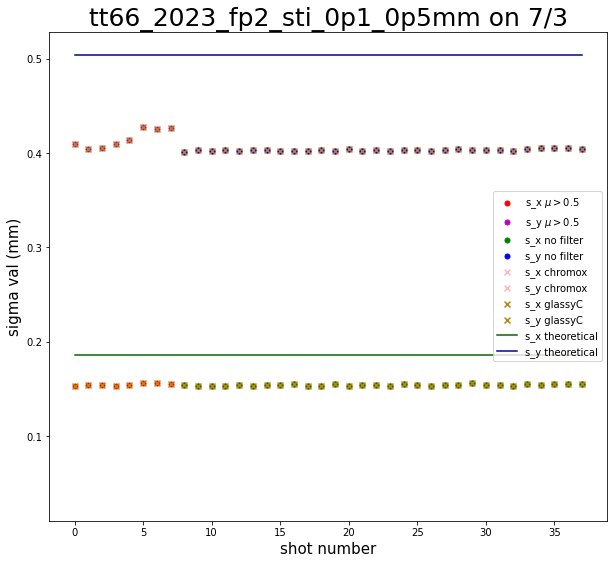 tt66_2023_fp2_sti_0p1_0p5mm on 7/3
sigma val (mm)
0.5
0.4
0.3
0.2
0.1
s_x μ > 0.5
s_y μ > 0.5
s_x no filter
s_y no filter
s_x chromox
s_y chromox
s_x glassyC
s_y glassyC
s_x theoretical
s_y theoretical
0 5 10 15 20 25 30 35
shot number